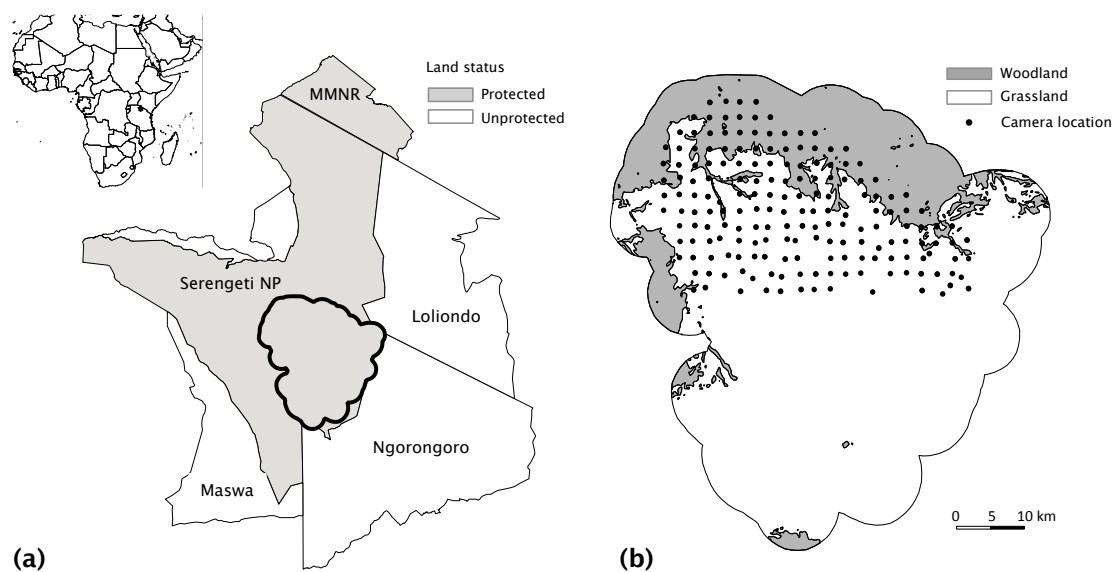 Land status
Protected
Unprotected
MMNR
Serengeti NP
Loliondo
Ngorongoro
Maswa
(a)
Woodland
Grassland
Camera location
0 5 10 km
(b)